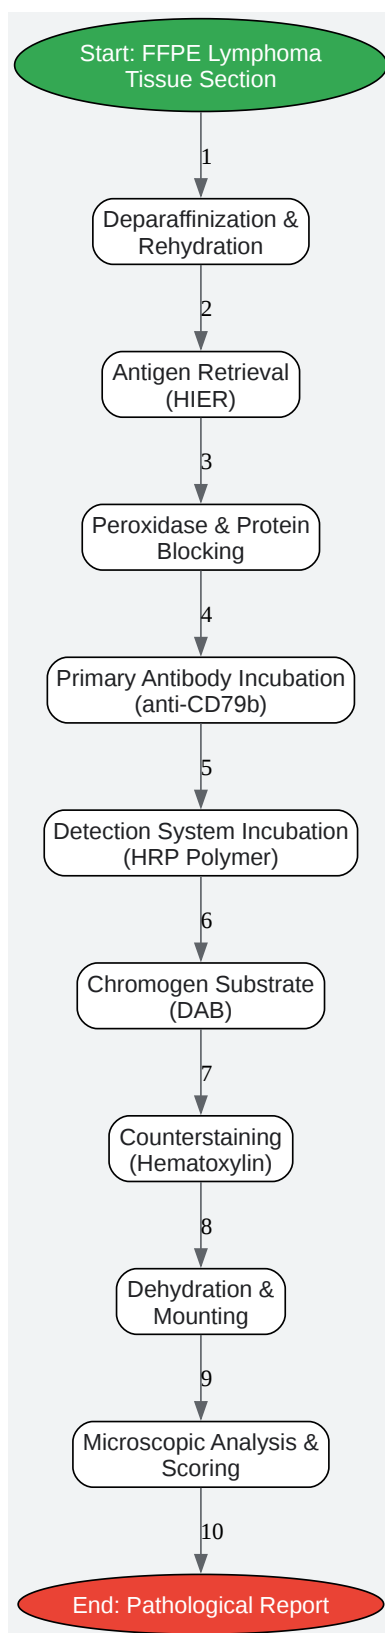 Start: FFPE Lymphoma
Tissue Section
1
Deparaffinization &
Rehydration
2
Antigen Retrieval
(HIER)
3
Peroxidase & Protein
Blocking
4
Primary Antibody Incubation
(anti-CD79b)
5
Detection System Incubation
(HRP Polymer)
6
Chromogen Substrate
(DAB)
7
Counterstaining
(Hematoxylin)
8
Dehydration &
Mounting
9
Microscopic Analysis &
Scoring
10
End: Pathological Report